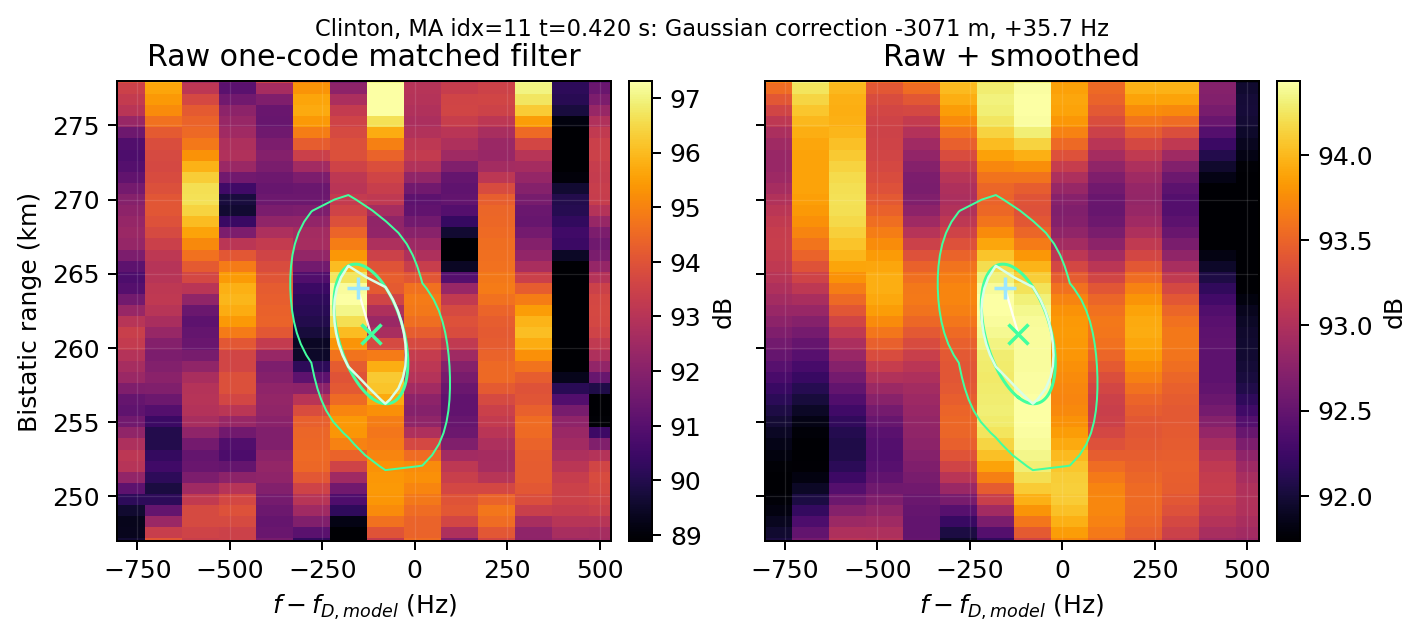 Clinton, MA idx=11 t=0.420 s: Gaussian correction -3071 m, +35.7 Hz
Raw one-code matched filter
Raw + smoothed
Bistatic range (km)
275
270
265
260
255
250
−750 −500 −250 0 250 500
f − f_{D, model} (Hz)
97
96
95
94
93
92
91
90
89
dB
−750 −500 −250 0 250 500
f − f_{D, model} (Hz)
94.0
93.5
93.0
92.5
92.0
dB